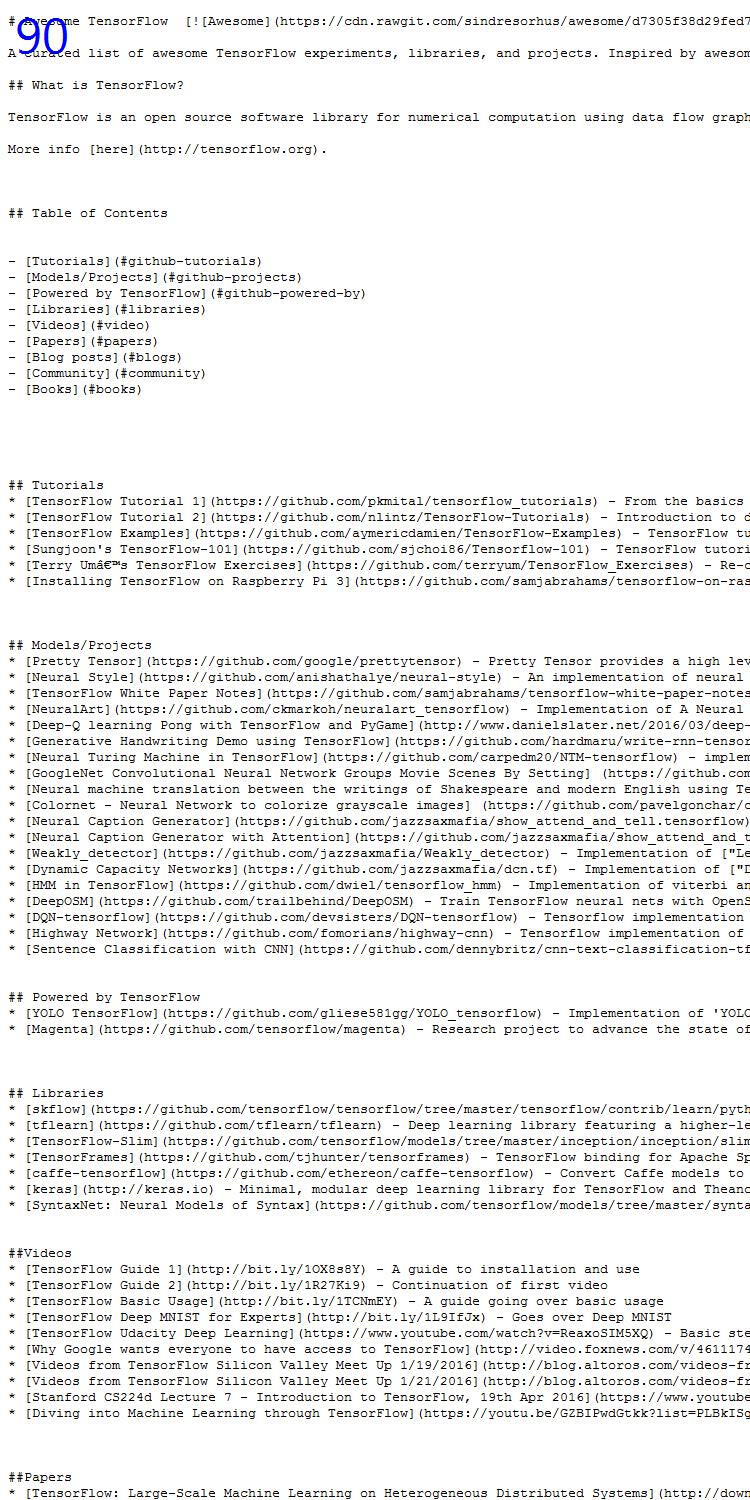 90
# Awesome TensorFlow  [![Awesome](https://cdn.rawgit.com/sindresorhus/awesome/d7305f38d29fed7
A curated list of awesome TensorFlow experiments, libraries, and projects. Inspired by awesom
## What is TensorFlow?
TensorFlow is an open source software library for numerical computation using data flow graph
More info [here](http://tensorflow.org).
## Table of Contents
- [Tutorials](#github-tutorials)
- [Models/Projects](#github-projects)
- [Powered by TensorFlow](#github-powered-by)
- [Libraries](#libraries)
- [Videos](#video)
- [Papers](#papers)
- [Blog posts](#blogs)
- [Community](#community)
- [Books](#books)
## Tutorials
* [TensorFlow Tutorial 1](https://github.com/pkmital/tensorflow_tutorials) - From the basics
* [TensorFlow Tutorial 2](https://github.com/nlintz/TensorFlow-Tutorials) - Introduction to d
* [TensorFlow Examples](https://github.com/aymericdamien/TensorFlow-Examples) - TensorFlow tu
* [Sungjoon's TensorFlow-101](https://github.com/sjchoi86/Tensorflow-101) - TensorFlow tutori
* [Terry Umâ€™s TensorFlow Exercises](https://github.com/terryum/TensorFlow_Exercises) - Re-c
* [Installing TensorFlow on Raspberry Pi 3](https://github.com/samjabrahams/tensorflow-on-ras
## Models/Projects
* [Pretty Tensor](https://github.com/google/prettytensor) - Pretty Tensor provides a high lev
* [Neural Style](https://github.com/anishathalye/neural-style) - An implementation of neural
* [TensorFlow White Paper Notes](https://github.com/samjabrahams/tensorflow-white-paper-notes
* [NeuralArt](https://github.com/ckmarkoh/neuralart_tensorflow) - Implementation of A Neural
* [Deep-Q learning Pong with TensorFlow and PyGame](http://www.danielslater.net/2016/03/deep-
* [Generative Handwriting Demo using TensorFlow](https://github.com/hardmaru/write-rnn-tensor
* [Neural Turing Machine in TensorFlow](https://github.com/carpedm20/NTM-tensorflow) - implem
* [GoogleNet Convolutional Neural Network Groups Movie Scenes By Setting] (https://github.com
* [Neural machine translation between the writings of Shakespeare and modern English using Te
* [Colornet - Neural Network to colorize grayscale images] (https://github.com/pavelgonchar/c
* [Neural Caption Generator](https://github.com/jazzsaxmafia/show_attend_and_tell.tensorflow)
* [Neural Caption Generator with Attention](https://github.com/jazzsaxmafia/show_attend_and_t
* [Weakly_detector](https://github.com/jazzsaxmafia/Weakly_detector) - Implementation of ["Le
* [Dynamic Capacity Networks](https://github.com/jazzsaxmafia/dcn.tf) - Implementation of ["D
* [HMM in TensorFlow](https://github.com/dwiel/tensorflow_hmm) - Implementation of viterbi an
* [DeepOSM](https://github.com/trailbehind/DeepOSM) - Train TensorFlow neural nets with OpenS
* [DQN-tensorflow](https://github.com/devsisters/DQN-tensorflow) - Tensorflow implementation
* [Highway Network](https://github.com/fomorians/highway-cnn) - Tensorflow implementation of
* [Sentence Classification with CNN](https://github.com/dennybritz/cnn-text-classification-tf
## Powered by TensorFlow
* [YOLO TensorFlow](https://github.com/gliese581gg/YOLO_tensorflow) - Implementation of 'YOLO
* [Magenta](https://github.com/tensorflow/magenta) - Research project to advance the state of
## Libraries
* [skflow](https://github.com/tensorflow/tensorflow/tree/master/tensorflow/contrib/learn/pyth
* [tflearn](https://github.com/tflearn/tflearn) - Deep learning library featuring a higher-le
* [TensorFlow-Slim](https://github.com/tensorflow/models/tree/master/inception/inception/slim
* [TensorFrames](https://github.com/tjhunter/tensorframes) - TensorFlow binding for Apache Sp
* [caffe-tensorflow](https://github.com/ethereon/caffe-tensorflow) - Convert Caffe models to
* [keras](http://keras.io) - Minimal, modular deep learning library for TensorFlow and Theano
* [SyntaxNet: Neural Models of Syntax](https://github.com/tensorflow/models/tree/master/synta
##Videos
* [TensorFlow Guide 1](http://bit.ly/1OX8s8Y) - A guide to installation and use
* [TensorFlow Guide 2](http://bit.ly/1R27Ki9) - Continuation of first video
* [TensorFlow Basic Usage](http://bit.ly/1TCNmEY) - A guide going over basic usage
* [TensorFlow Deep MNIST for Experts](http://bit.ly/1L9IfJx) - Goes over Deep MNIST
* [TensorFlow Udacity Deep Learning](https://www.youtube.com/watch?v=ReaxoSIM5XQ) - Basic ste
* [Why Google wants everyone to have access to TensorFlow](http://video.foxnews.com/v/4611174
* [Videos from TensorFlow Silicon Valley Meet Up 1/19/2016](http://blog.altoros.com/videos-fr
* [Videos from TensorFlow Silicon Valley Meet Up 1/21/2016](http://blog.altoros.com/videos-fr
* [Stanford CS224d Lecture 7 - Introduction to TensorFlow, 19th Apr 2016](https://www.youtube
* [Diving into Machine Learning through TensorFlow](https://youtu.be/GZBIPwdGtkk?list=PLBkISg
##Papers
* [TensorFlow: Large-Scale Machine Learning on Heterogeneous Distributed Systems](http://down